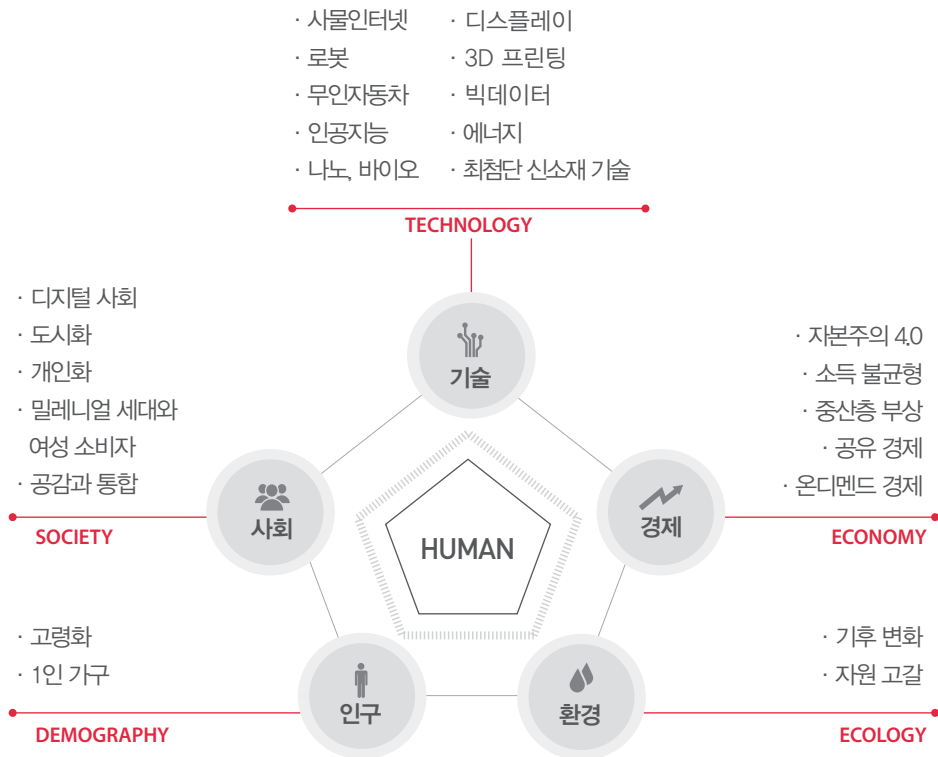 · 사물인터넷
· 로봇
· 무인자동차
· 인공지능
· 나노, 바이오
· 디스플레이
· 3D 프린팅
· 빅데이터
· 에너지
· 최첨단 신소재 기술
TECHNOLOGY
기술
· 디지털 사회
· 도시화
· 개인화
· 밀레니얼 세대와
여성 소비자
· 공감과 통합
SOCIETY
사회
· 자본주의 4.0
· 소득 불균형
· 중산층 부상
· 공유 경제
· 온디멘드 경제
ECONOMY
경제
HUMAN
· 고령화
· 1인 가구
DEMOGRAPHY
인구
· 기후 변화
· 자원 고갈
ECOLOGY
환경